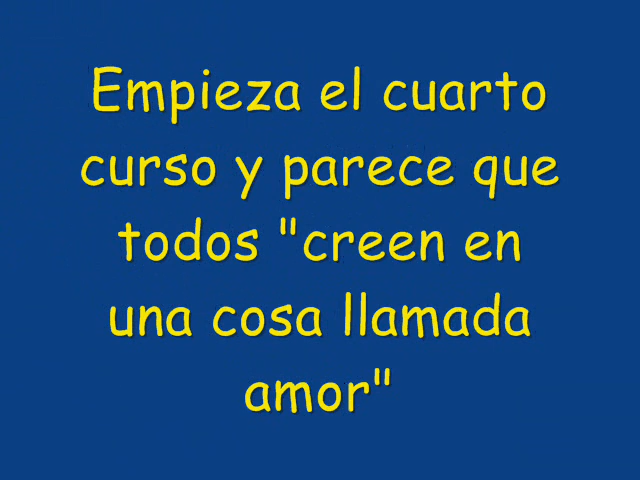 Empieza el cuarto
curso y parece que
todos "creen en
una cosa llamada
amor"